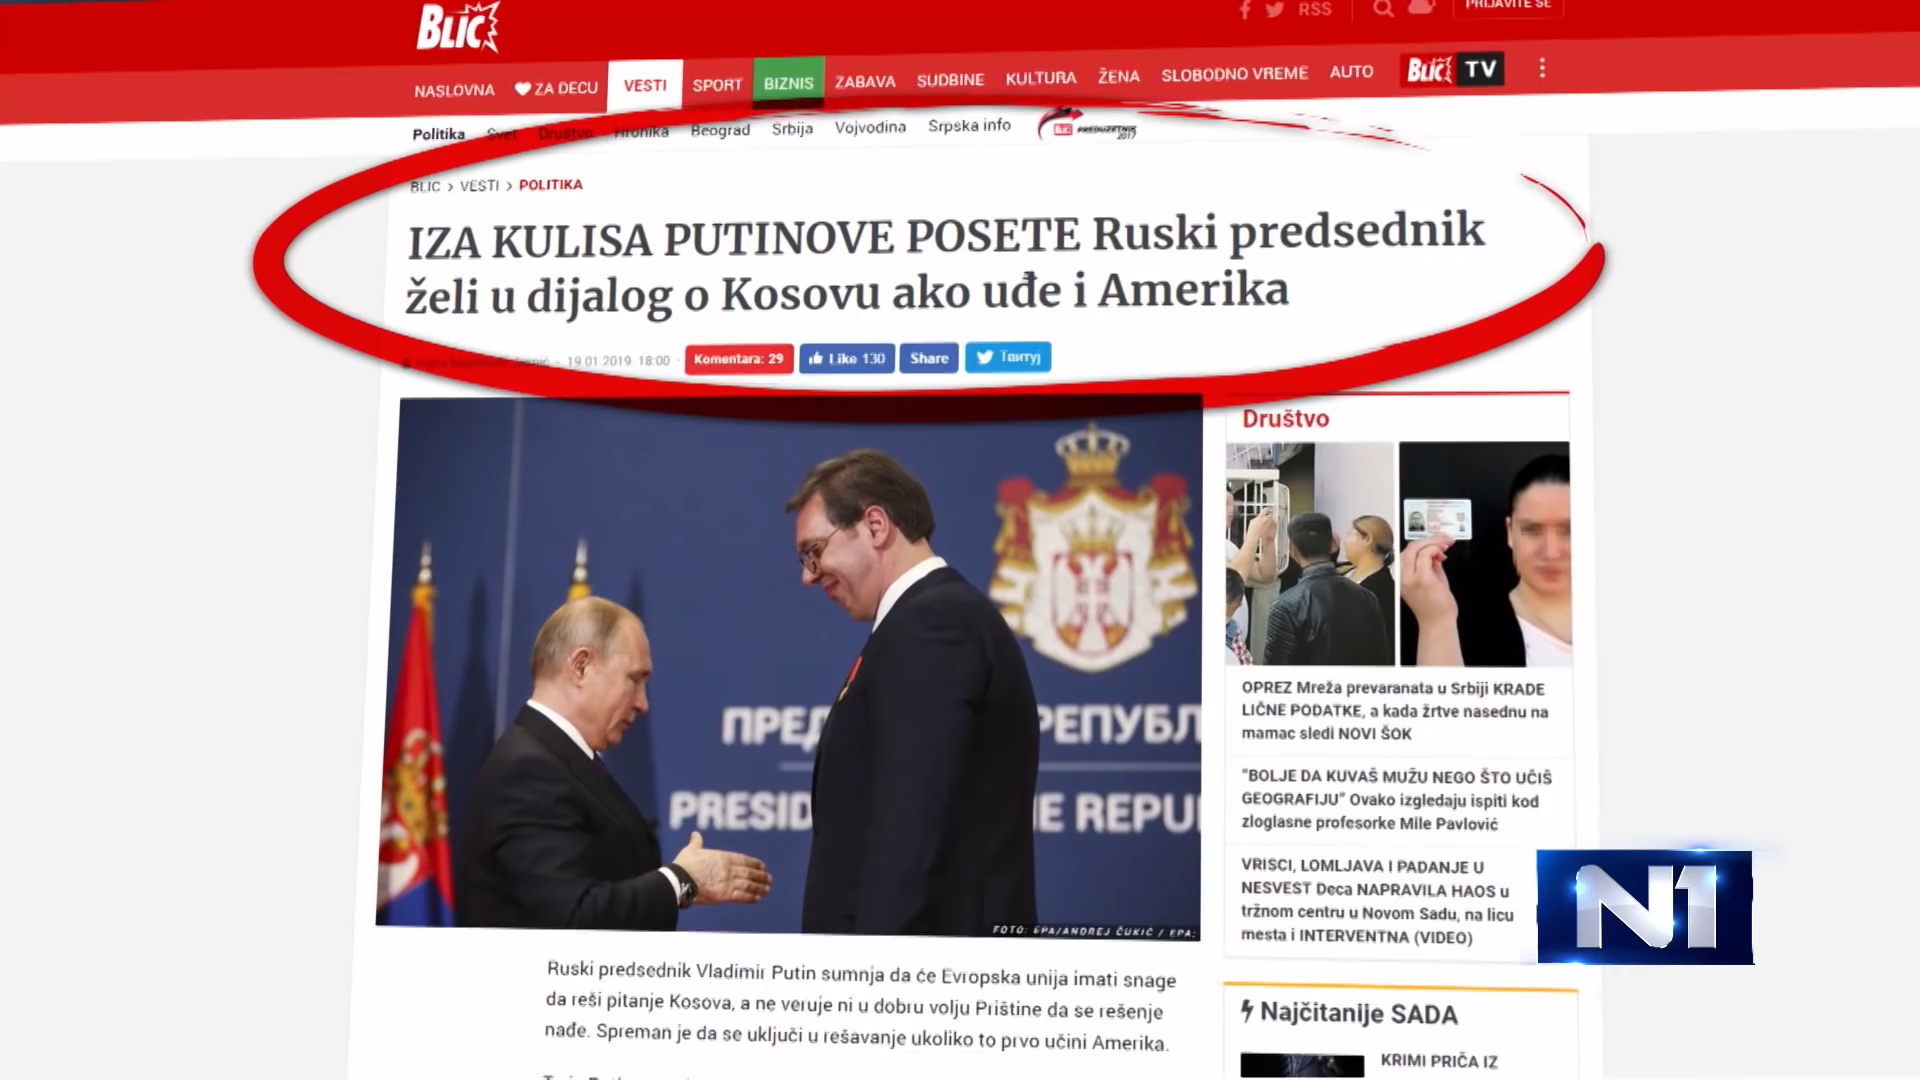 BLIC
RSS
PRIJAVITE SE
NASLOVNA ZA DECU VESTI SPORT BIZNIS ZABAVA SUDBINE KULTURA ŽENA SLOBODNO VREME AUTO BLIC TV
Politika Svet Društvo Hronika Beograd Srbija Vojvodina Srpska info BLIC PREDUZETNIK 2017
BLIC > VESTI > POLITIKA
IZA KULISA PUTINOVE POSETE Ruski predsednik
želi u dijalog o Kosovu ako uđe i Amerika
19.01.2019. 18:00 Komentara: 29 Like 130 Share Твитуј
ПРЕД РЕПУБЛ
PRESID HE REPU
FOTO: EPA/ANDREJ ČUKIĆ / EPA:
Ruski predsednik Vladimir Putin sumnja da će Evropska unija imati snage
da reši pitanje Kosova, a ne veruje ni u dobru volju Prištine da se rešenje
nađe. Spreman je da se uključi u rešavanje ukoliko to prvo učini Amerika.
Društvo
OPREZ Mreža prevaranata u Srbiji KRADE
LIČNE PODATKE, a kada žrtve nasednu na
mamac sledi NOVI ŠOK
"BOLJE DA KUVAŠ MUŽU NEGO ŠTO UČIŠ
GEOGRAFIJU" Ovako izgledaju ispiti kod
zloglasne profesorke Mile Pavlović
VRISCI, LOMLJAVA I PADANJE U
NESVEST Deca NAPRAVILA HAOS u
tržnom centru u Novom Sadu, na licu
mesta i INTERVENTNA (VIDEO)
Najčitanije SADA
KRIMI PRIČA IZ
N1